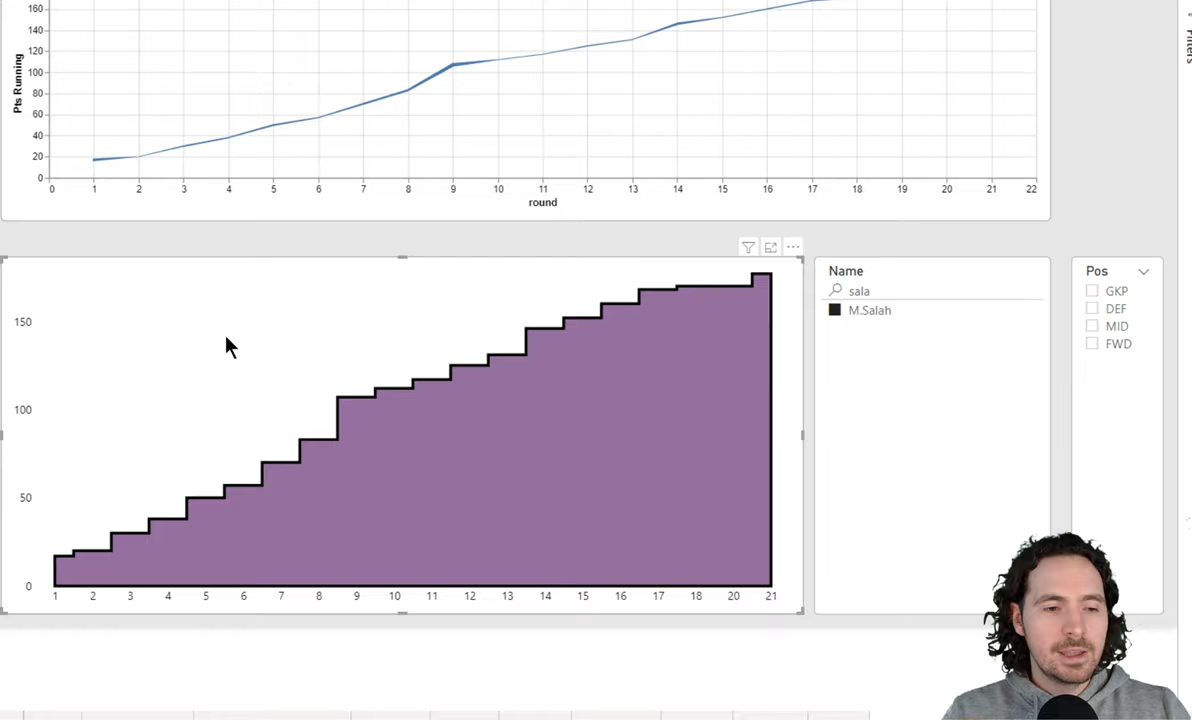 160
140
120
100
80
60
40
20
0
Pts Running
0 1 2 3 4 5 6 7 8 9 10 11 12 13 14 15 16 17 18 19 20 21 22
round
Filters
150
100
50
0
1 2 3 4 5 6 7 8 9 10 11 12 13 14 15 16 17 18 19 20 21
Name
sala
M.Salah
Pos
GKP
DEF
MID
FWD